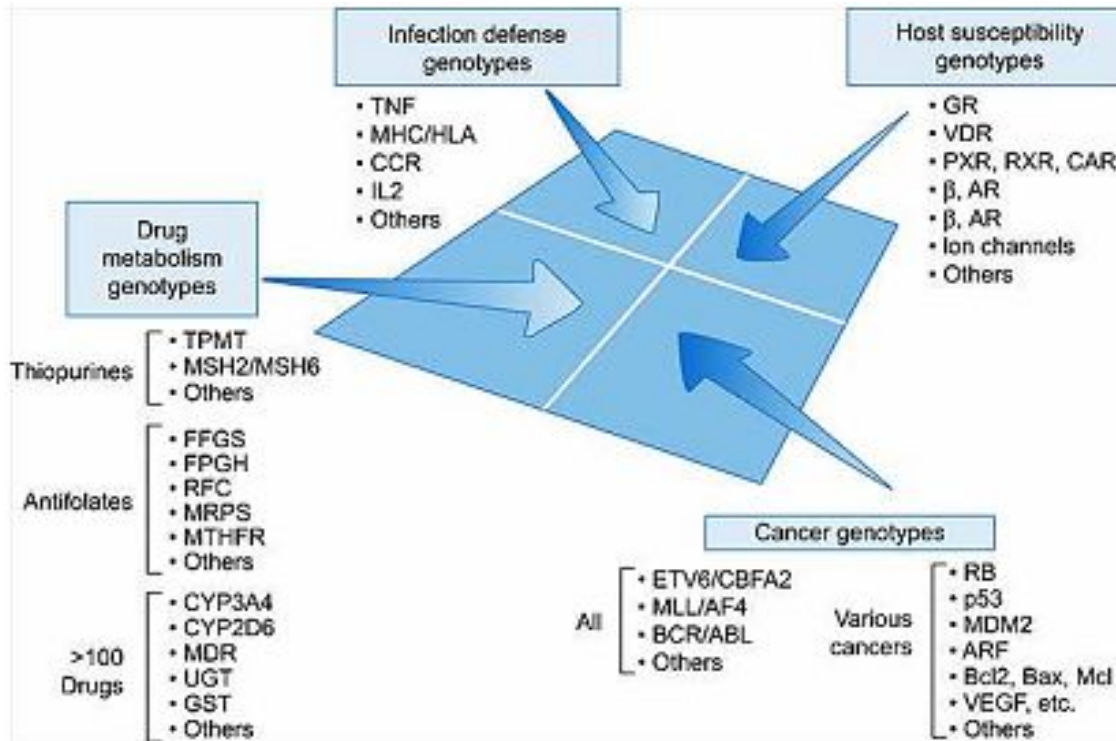 Infection defense
genotypes
• TNF
• MHC/HLA
• CCR
• IL2
• Others
Host susceptibility
genotypes
• GR
• VDR
• PXR, RXR, CAR
• β, AR
• β, AR
• Ion channels
• Others
Drug
metabolism
genotypes
Thiopurines
• TPMT
• MSH2/MSH6
• Others
Antifolates
• FFGS
• FPGH
• RFC
• MRPS
• MTHFR
• Others
>100
Drugs
• CYP3A4
• CYP2D6
• MDR
• UGT
• GST
• Others
Cancer genotypes
All
• ETV6/CBFA2
• MLL/AF4
• BCR/ABL
• Others
Various
cancers
• RB
• p53
• MDM2
• ARF
• Bcl2, Bax, Mcl
• VEGF, etc.
• Others